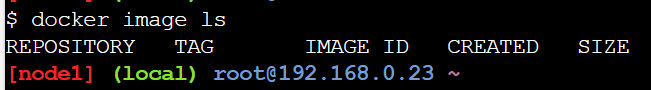 $ docker image ls
REPOSITORY TAG IMAGE ID CREATED SIZE
[node1] (local) root@192.168.0.23 ~